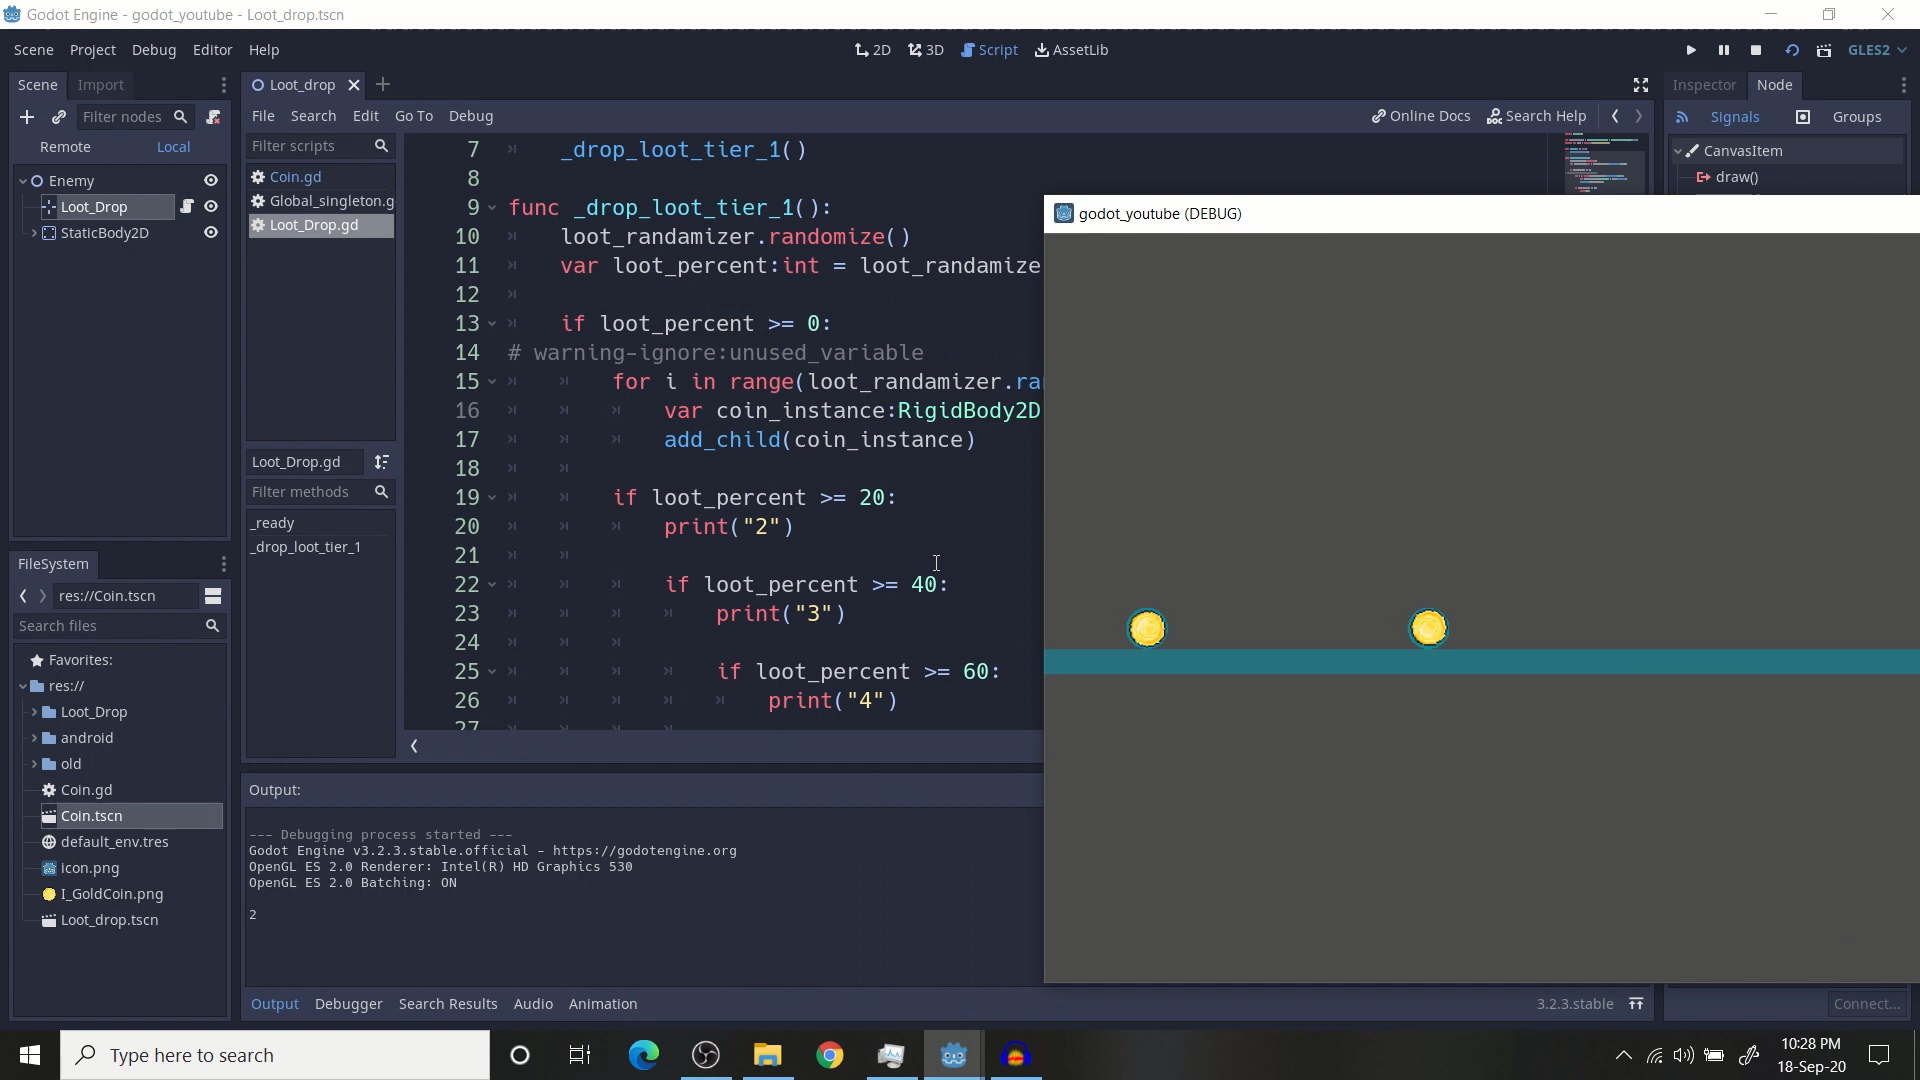 Godot Engine - godot_youtube - Loot_drop.tscn
Scene Project Debug Editor Help
2D 3D Script AssetLib
GLES2
Scene Import
Loot_drop
Inspector Node
Filter nodes
File Search Edit Go To Debug
Online Docs Search Help
Signals Groups
Remote Local
Filter scripts
CanvasItem
draw()
Enemy
Loot_Drop
StaticBody2D
Coin.gd
Global_singleton.g
Loot_Drop.gd
7 _drop_loot_tier_1()
8
9 func _drop_loot_tier_1():
10 loot_randamizer.randomize()
11 var loot_percent:int = loot_randamize
12
13 if loot_percent >= 0:
14 # warning-ignore:unused_variable
15 for i in range(loot_randamizer.ra
16 var coin_instance:RigidBody2D
17 add_child(coin_instance)
18
19 if loot_percent >= 20:
20 print("2")
21
22 if loot_percent >= 40:
23 print("3")
24
25 if loot_percent >= 60:
26 print("4")
27
godot_youtube (DEBUG)
Loot_Drop.gd
Filter methods
_ready
_drop_loot_tier_1
FileSystem
res://Coin.tscn
Search files
Favorites:
res://
Loot_Drop
android
old
Coin.gd
Coin.tscn
default_env.tres
icon.png
I_GoldCoin.png
Loot_drop.tscn
Output:
--- Debugging process started ---
Godot Engine v3.2.3.stable.official - https://godotengine.org
OpenGL ES 2.0 Renderer: Intel(R) HD Graphics 530
OpenGL ES 2.0 Batching: ON
2
Output Debugger Search Results Audio Animation
3.2.3.stable
Connect...
Type here to search
10:28 PM
18-Sep-20